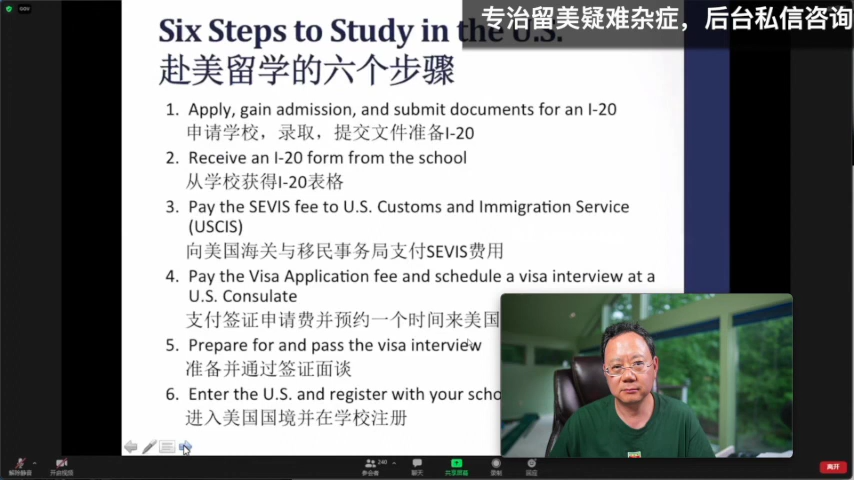 GOV
专治留美疑难杂症，后台私信咨询
Six Steps to Study in the U.S.
赴美留学的六个步骤
1. Apply, gain admission, and submit documents for an I-20
申请学校，录取，提交文件准备I-20
2. Receive an I-20 form from the school
从学校获得I-20表格
3. Pay the SEVIS fee to U.S. Customs and Immigration Service
(USCIS)
向美国海关与移民事务局支付SEVIS费用
4. Pay the Visa Application fee and schedule a visa interview at a
U.S. Consulate
支付签证申请费并预约一个时间来美国
5. Prepare for and pass the visa interview
准备并通过签证面谈
6. Enter the U.S. and register with your scho
进入美国国境并在学校注册
解除静音 开启视频 参会者 240 聊天 共享屏幕 录制 回应 离开